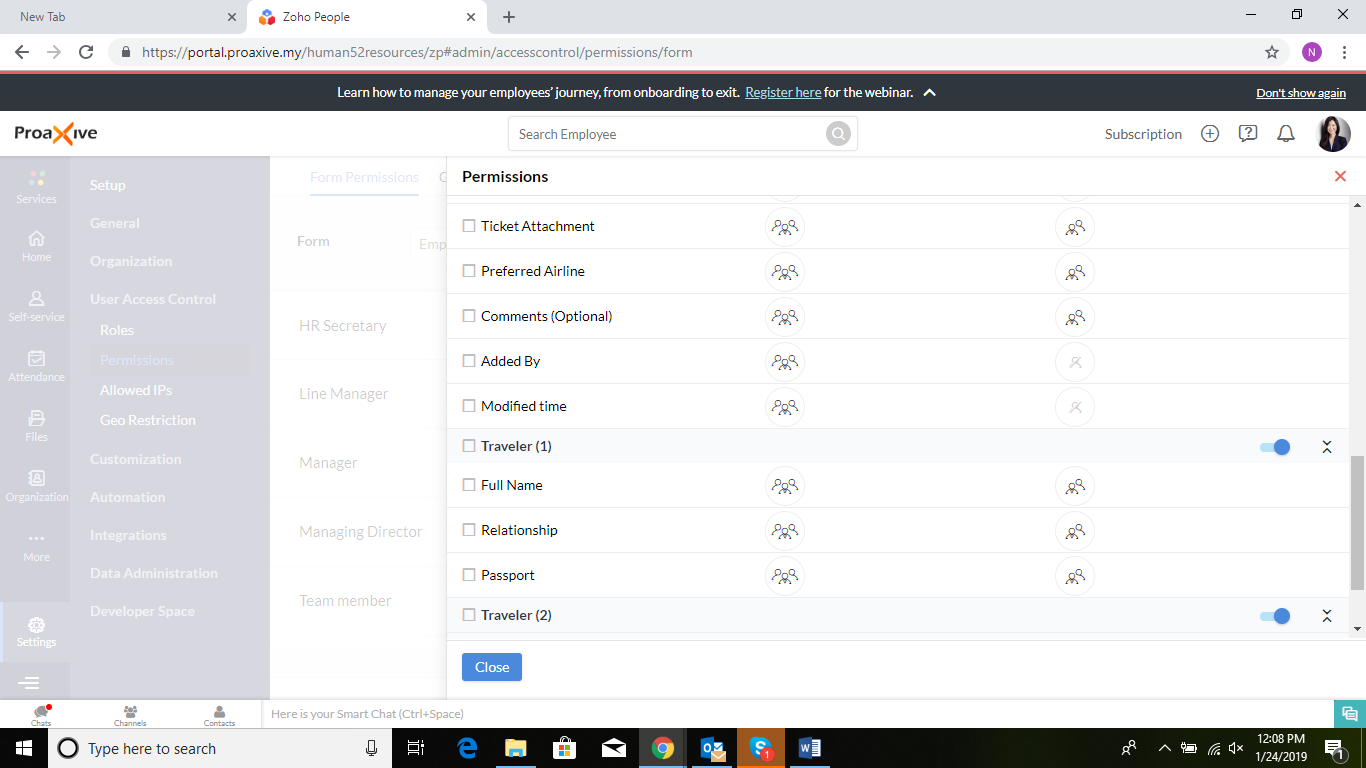 New Tab
Zoho People
https://portal.proaxive.my/human52resources/zp#admin/accesscontrol/permissions/form
N
Learn how to manage your employees' journey, from onboarding to exit. Register here for the webinar.
Don't show again
ProaXive
Search Employee
Subscription
Services
Home
Self-service
Attendance
Files
Organization
More
Settings
Setup
General
Organization
User Access Control
Roles
Permissions
Allowed IPs
Geo Restriction
Customization
Automation
Integrations
Data Administration
Developer Space
Form Permissions
Form
Emp
HR Secretary
Line Manager
Manager
Managing Director
Team member
Permissions
Ticket Attachment
Preferred Airline
Comments (Optional)
Added By
Modified time
Traveler (1)
Full Name
Relationship
Passport
Traveler (2)
Close
Chats
Channels
Contacts
Here is your Smart Chat (Ctrl+Space)
Type here to search
1
12:08 PM
1/24/2019
1